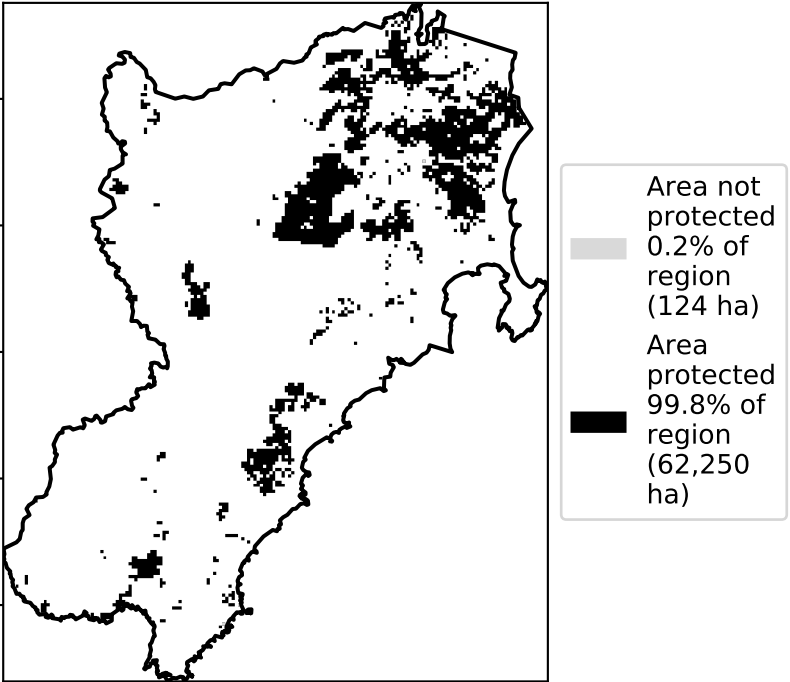 Area not
protected
0.2% of
region
(124 ha)
Area
protected
99.8% of
region
(62,250
ha)